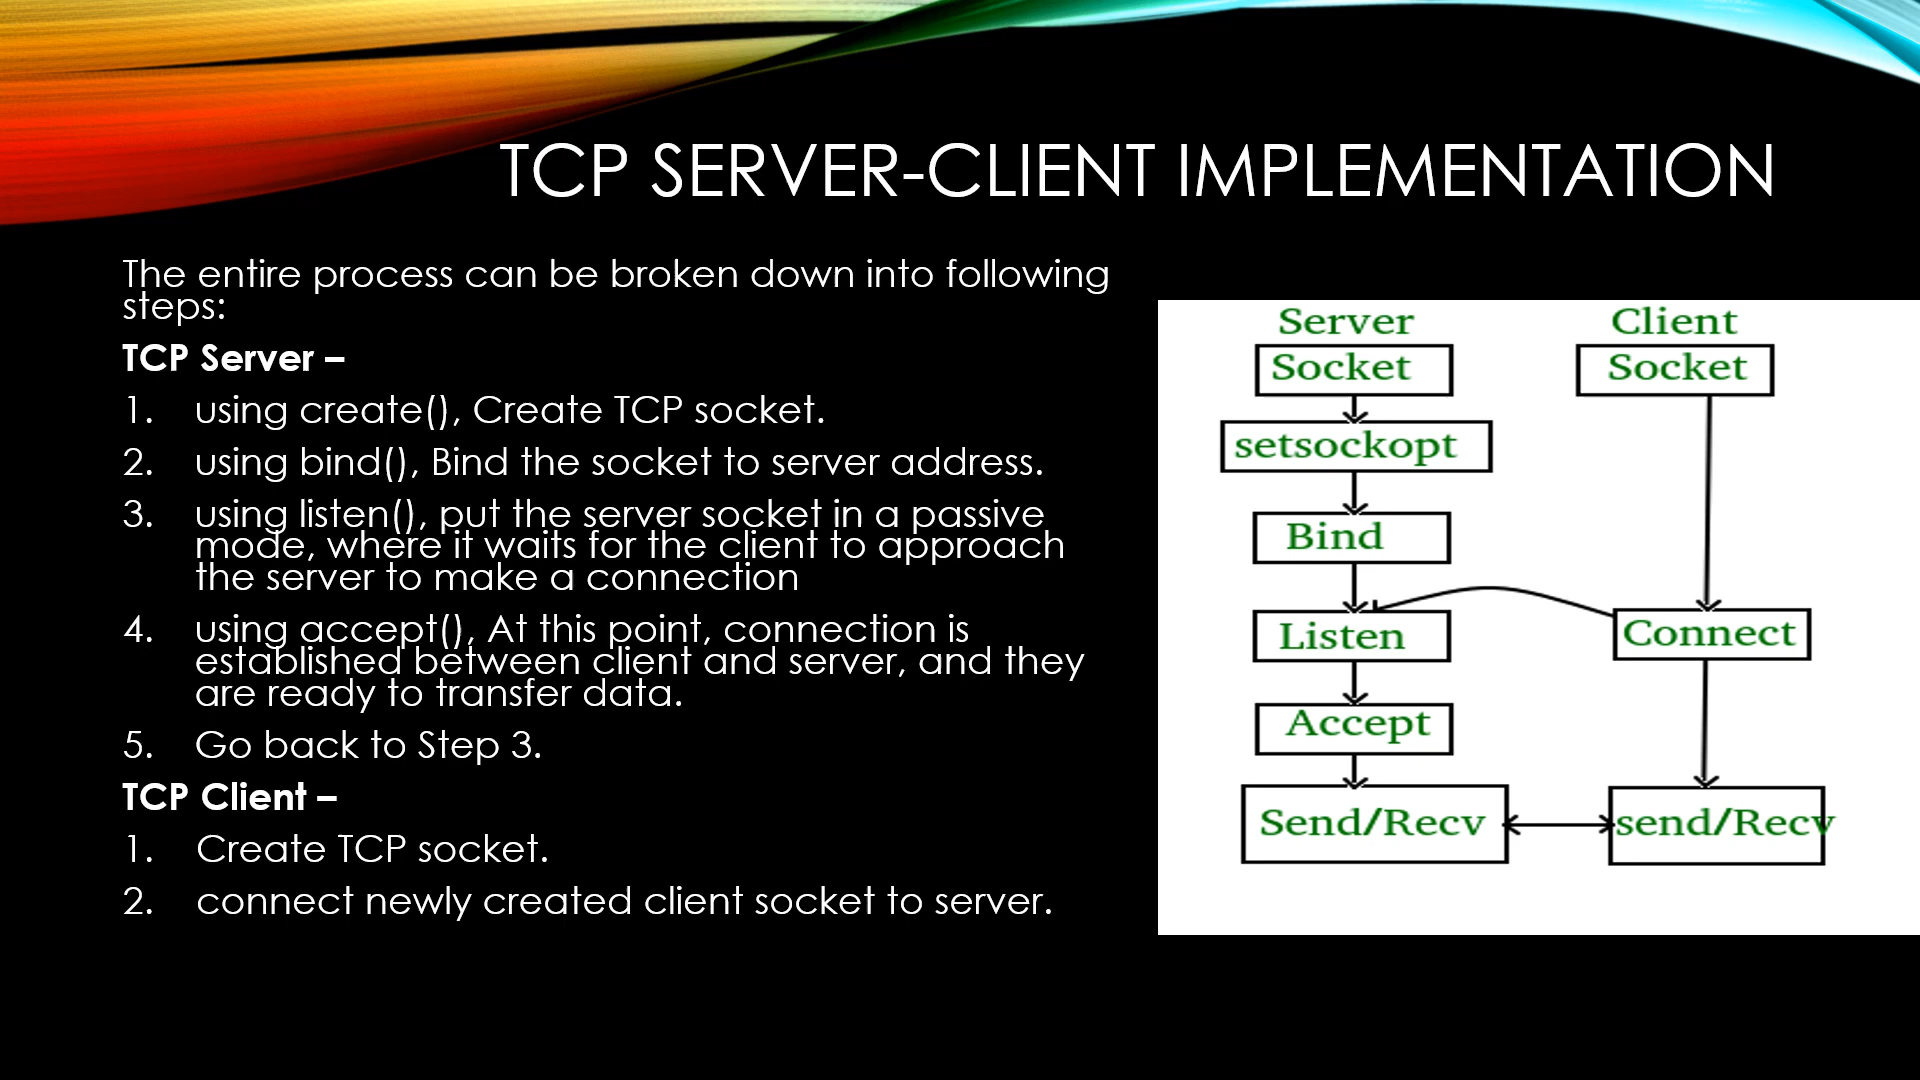 TCP SERVER-CLIENT IMPLEMENTATION
The entire process can be broken down into following
steps:
TCP Server –
1. using create(), Create TCP socket.
2. using bind(), Bind the socket to server address.
3. using listen(), put the server socket in a passive
mode, where it waits for the client to approach
the server to make a connection
4. using accept(), At this point, connection is
established between client and server, and they
are ready to transfer data.
5. Go back to Step 3.
TCP Client –
1. Create TCP socket.
2. connect newly created client socket to server.
Server
Socket
setsockopt
Bind
Listen
Accept
Send/Recv
Client
Socket
Connect
send/Recv